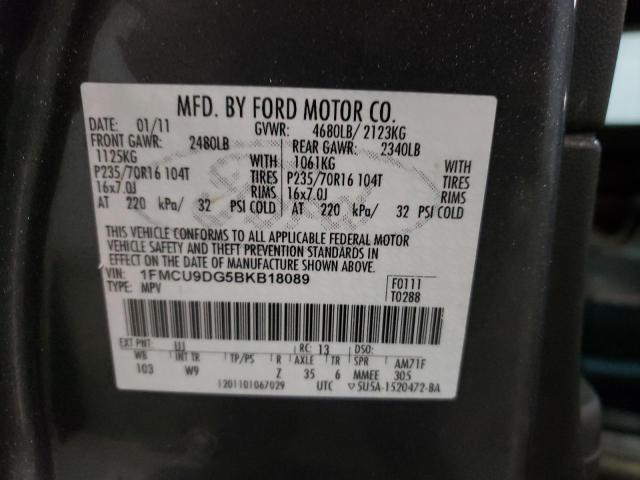 MFD. BY FORD MOTOR CO.
DATE: 01/11 GVWR: 4680LB/ 2123KG
FRONT GAWR: 2480LB REAR GAWR: 2340LB
1125KG WITH 1061KG WITH
P235/70R16 104T TIRES P235/70R16 104T TIRES
16x7.0J RIMS 16x7.0J RIMS
AT 220 kPa/ 32 PSI COLD AT 220 kPa/ 32 PSI COLD
THIS VEHICLE CONFORMS TO ALL APPLICABLE FEDERAL MOTOR
VEHICLE SAFETY AND THEFT PREVENTION STANDARDS IN
EFFECT ON THE DATE OF MANUFACTURE SHOWN ABOVE.
VIN: 1FMCU9DG5BKB18089 F0111
TYPE: MPV T0288
EXT PNT: UJ RC: 13 DSO:
WB INT TR TP/PS R AXLE TR SPR AM71F
103 W9 Z 35 6 MMEE 305
1201101067029 UTC 5U5A-1520472-BA